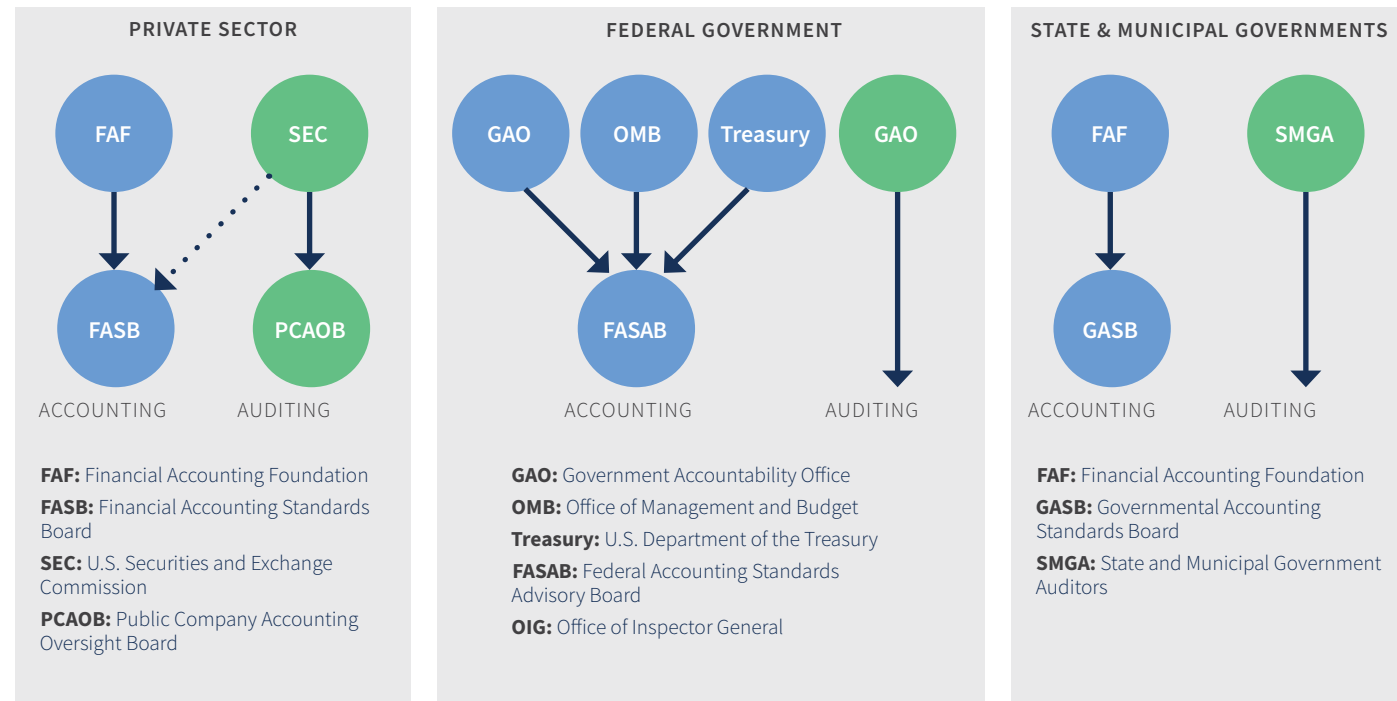 PRIVATE SECTOR
FAF
SEC
FASB
PCAOB
ACCOUNTING
AUDITING
FAF: Financial Accounting Foundation
FASB: Financial Accounting Standards
Board
SEC: U.S. Securities and Exchange
Commission
PCAOB: Public Company Accounting
Oversight Board
FEDERAL GOVERNMENT
GAO
OMB
Treasury
GAO
FASAB
ACCOUNTING
AUDITING
GAO: Government Accountability Office
OMB: Office of Management and Budget
Treasury: U.S. Department of the Treasury
FASAB: Federal Accounting Standards
Advisory Board
OIG: Office of Inspector General
STATE & MUNICIPAL GOVERNMENTS
FAF
SMGA
GASB
ACCOUNTING
AUDITING
FAF: Financial Accounting Foundation
GASB: Governmental Accounting
Standards Board
SMGA: State and Municipal Government
Auditors